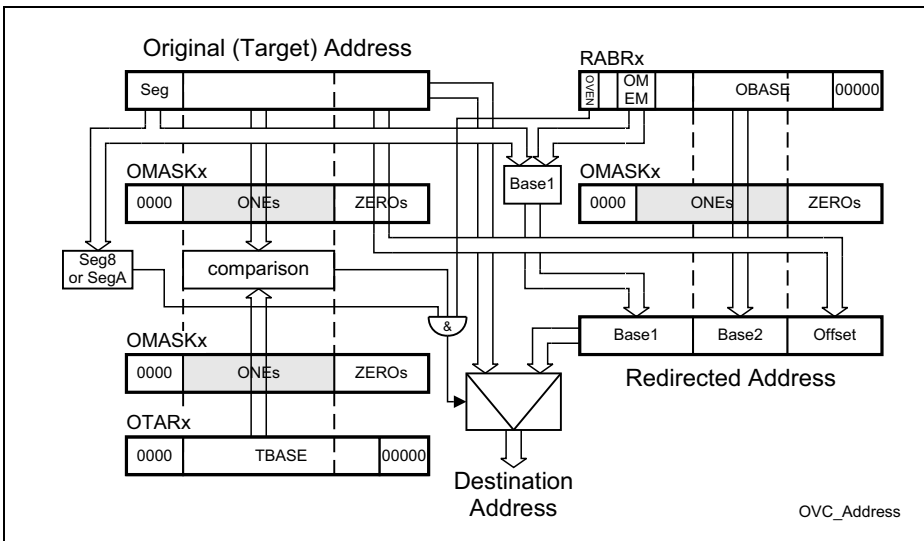 Original (Target) Address
Seg
RABRx
OVEN
OM
EM
OBASE
00000
OMASKx
0000
ONEs
ZEROs
Base1
OMASKx
0000
ONEs
ZEROs
Seg8
or SegA
comparison
&
Base1
Base2
Offset
Redirected Address
OMASKx
0000
ONEs
ZEROs
OTARx
0000
TBASE
00000
Destination
Address
OVC_Address